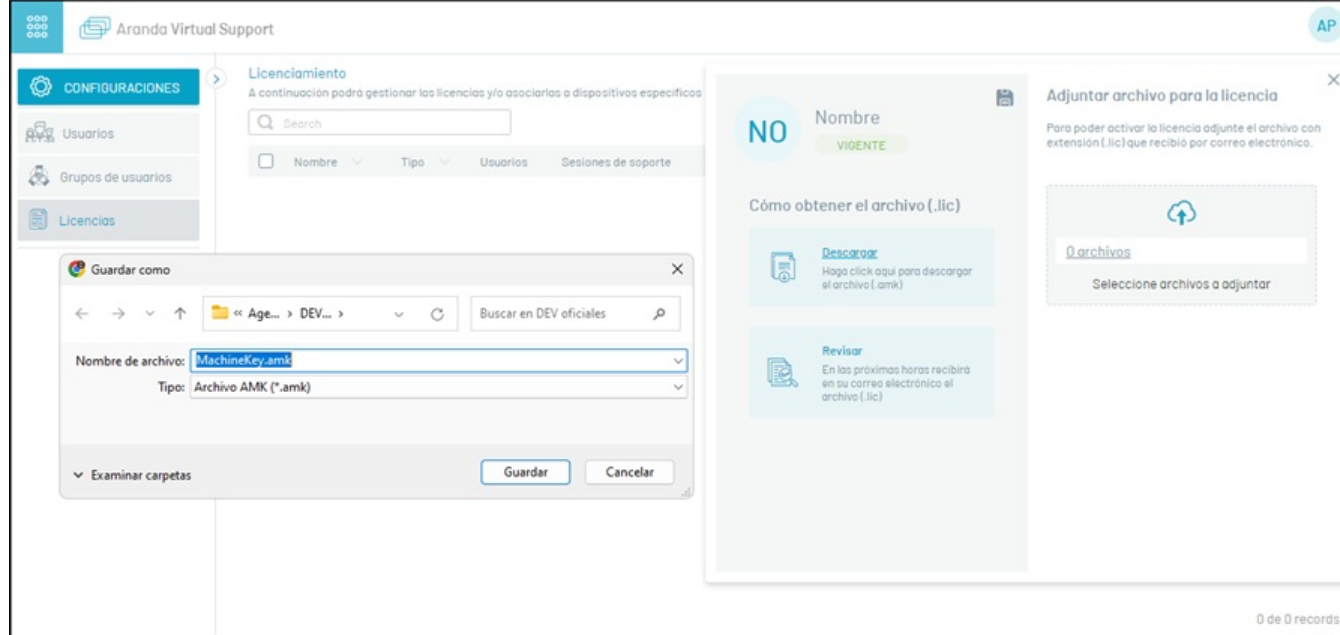 Aranda Virtual Support
AP
CONFIGURACIONES
Usuarios
Grupos de usuarios
Licencias
Licenciamiento
A continuación podrá gestionar las licencias y/o asociarlas a dispositivos específicos
Search
Nombre Tipo Usuarios Sesiones de soporte
Guardar como
« Age... › DEV... ›
Buscar en DEV oficiales
Nombre de archivo: MachineKey.amk
Tipo: Archivo AMK (*.amk)
Examinar carpetas
Guardar Cancelar
NO
Nombre
VIGENTE
Cómo obtener el archivo (.lic)
Descargar
Haga click aquí para descargar
el archivo (.amk)
Revisar
En las próximas horas recibirá
en su correo electrónico el
archivo (.lic)
Adjuntar archivo para la licencia
Para poder activar la licencia adjunte el archivo con
extensión (.lic) que recibió por correo electrónico.
0 archivos
Seleccione archivos a adjuntar
0 de 0 records